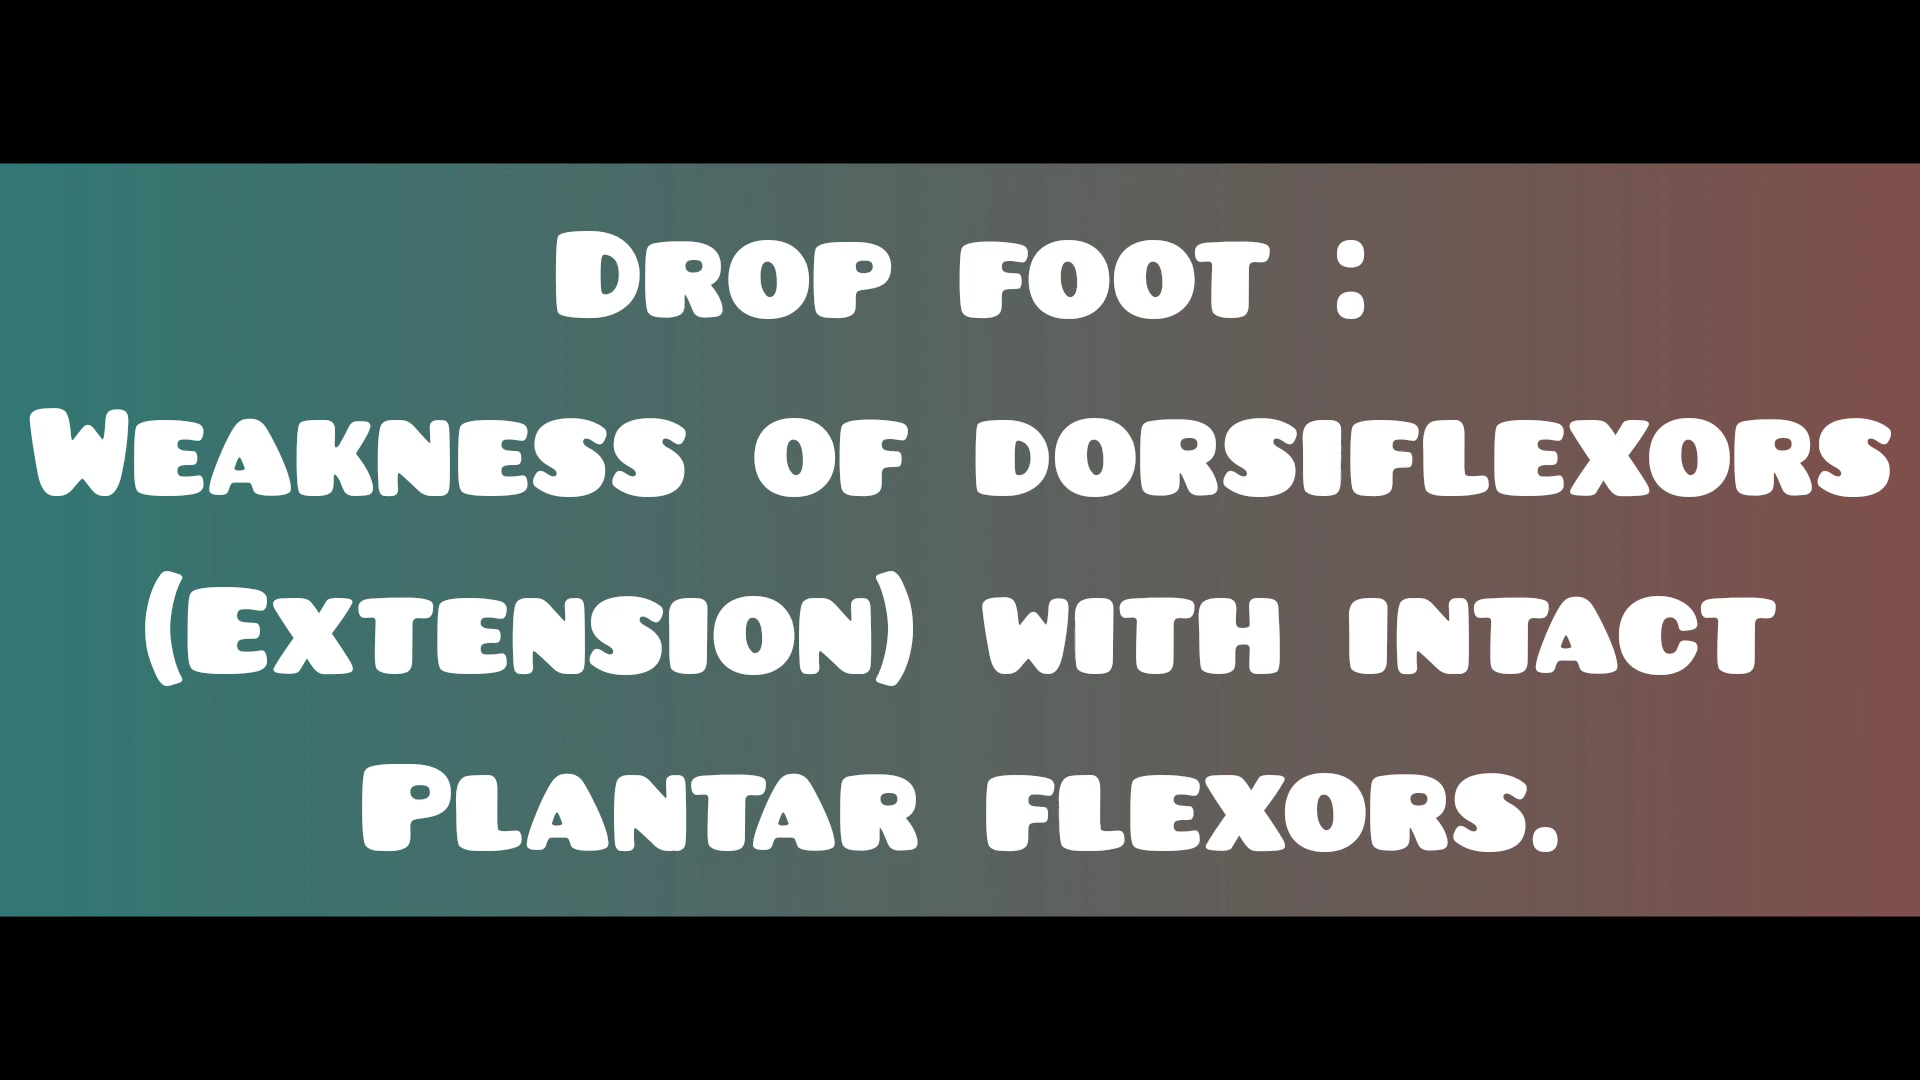 Drop foot :
Weakness of dorsiflexors
(Extension) with intact
Plantar flexors.